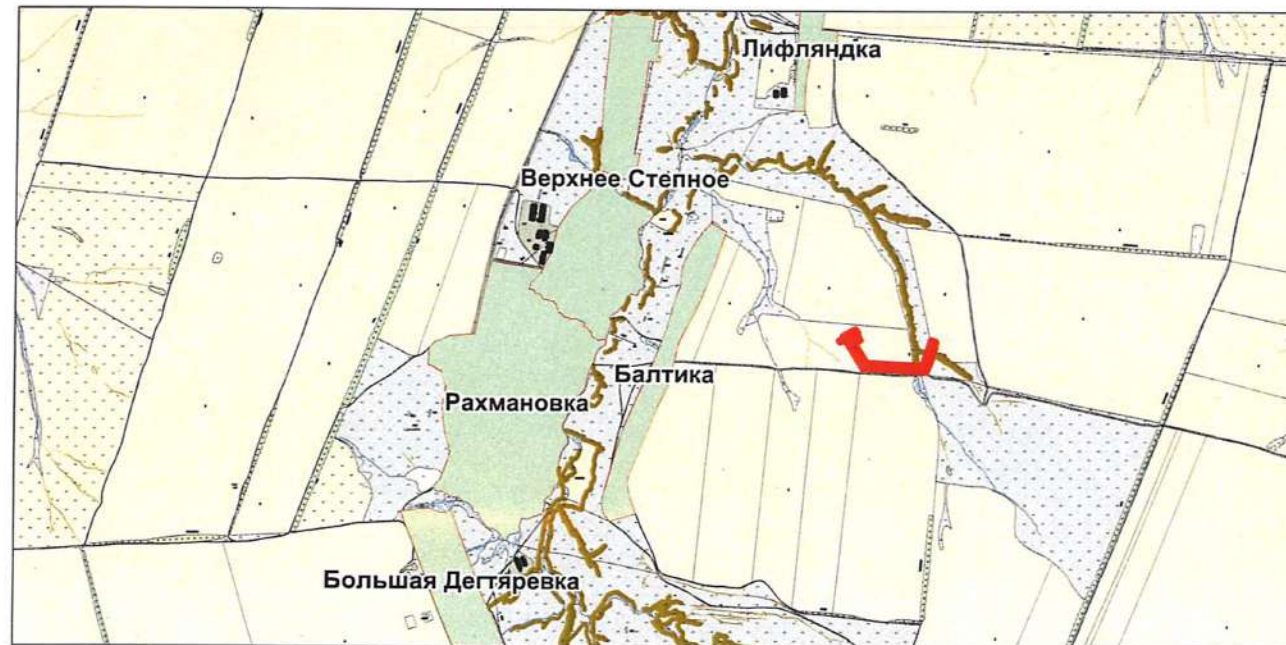 Лифляндка
Верхнее Степное
Балтика
Рахмановка
Большая Дегтяревка